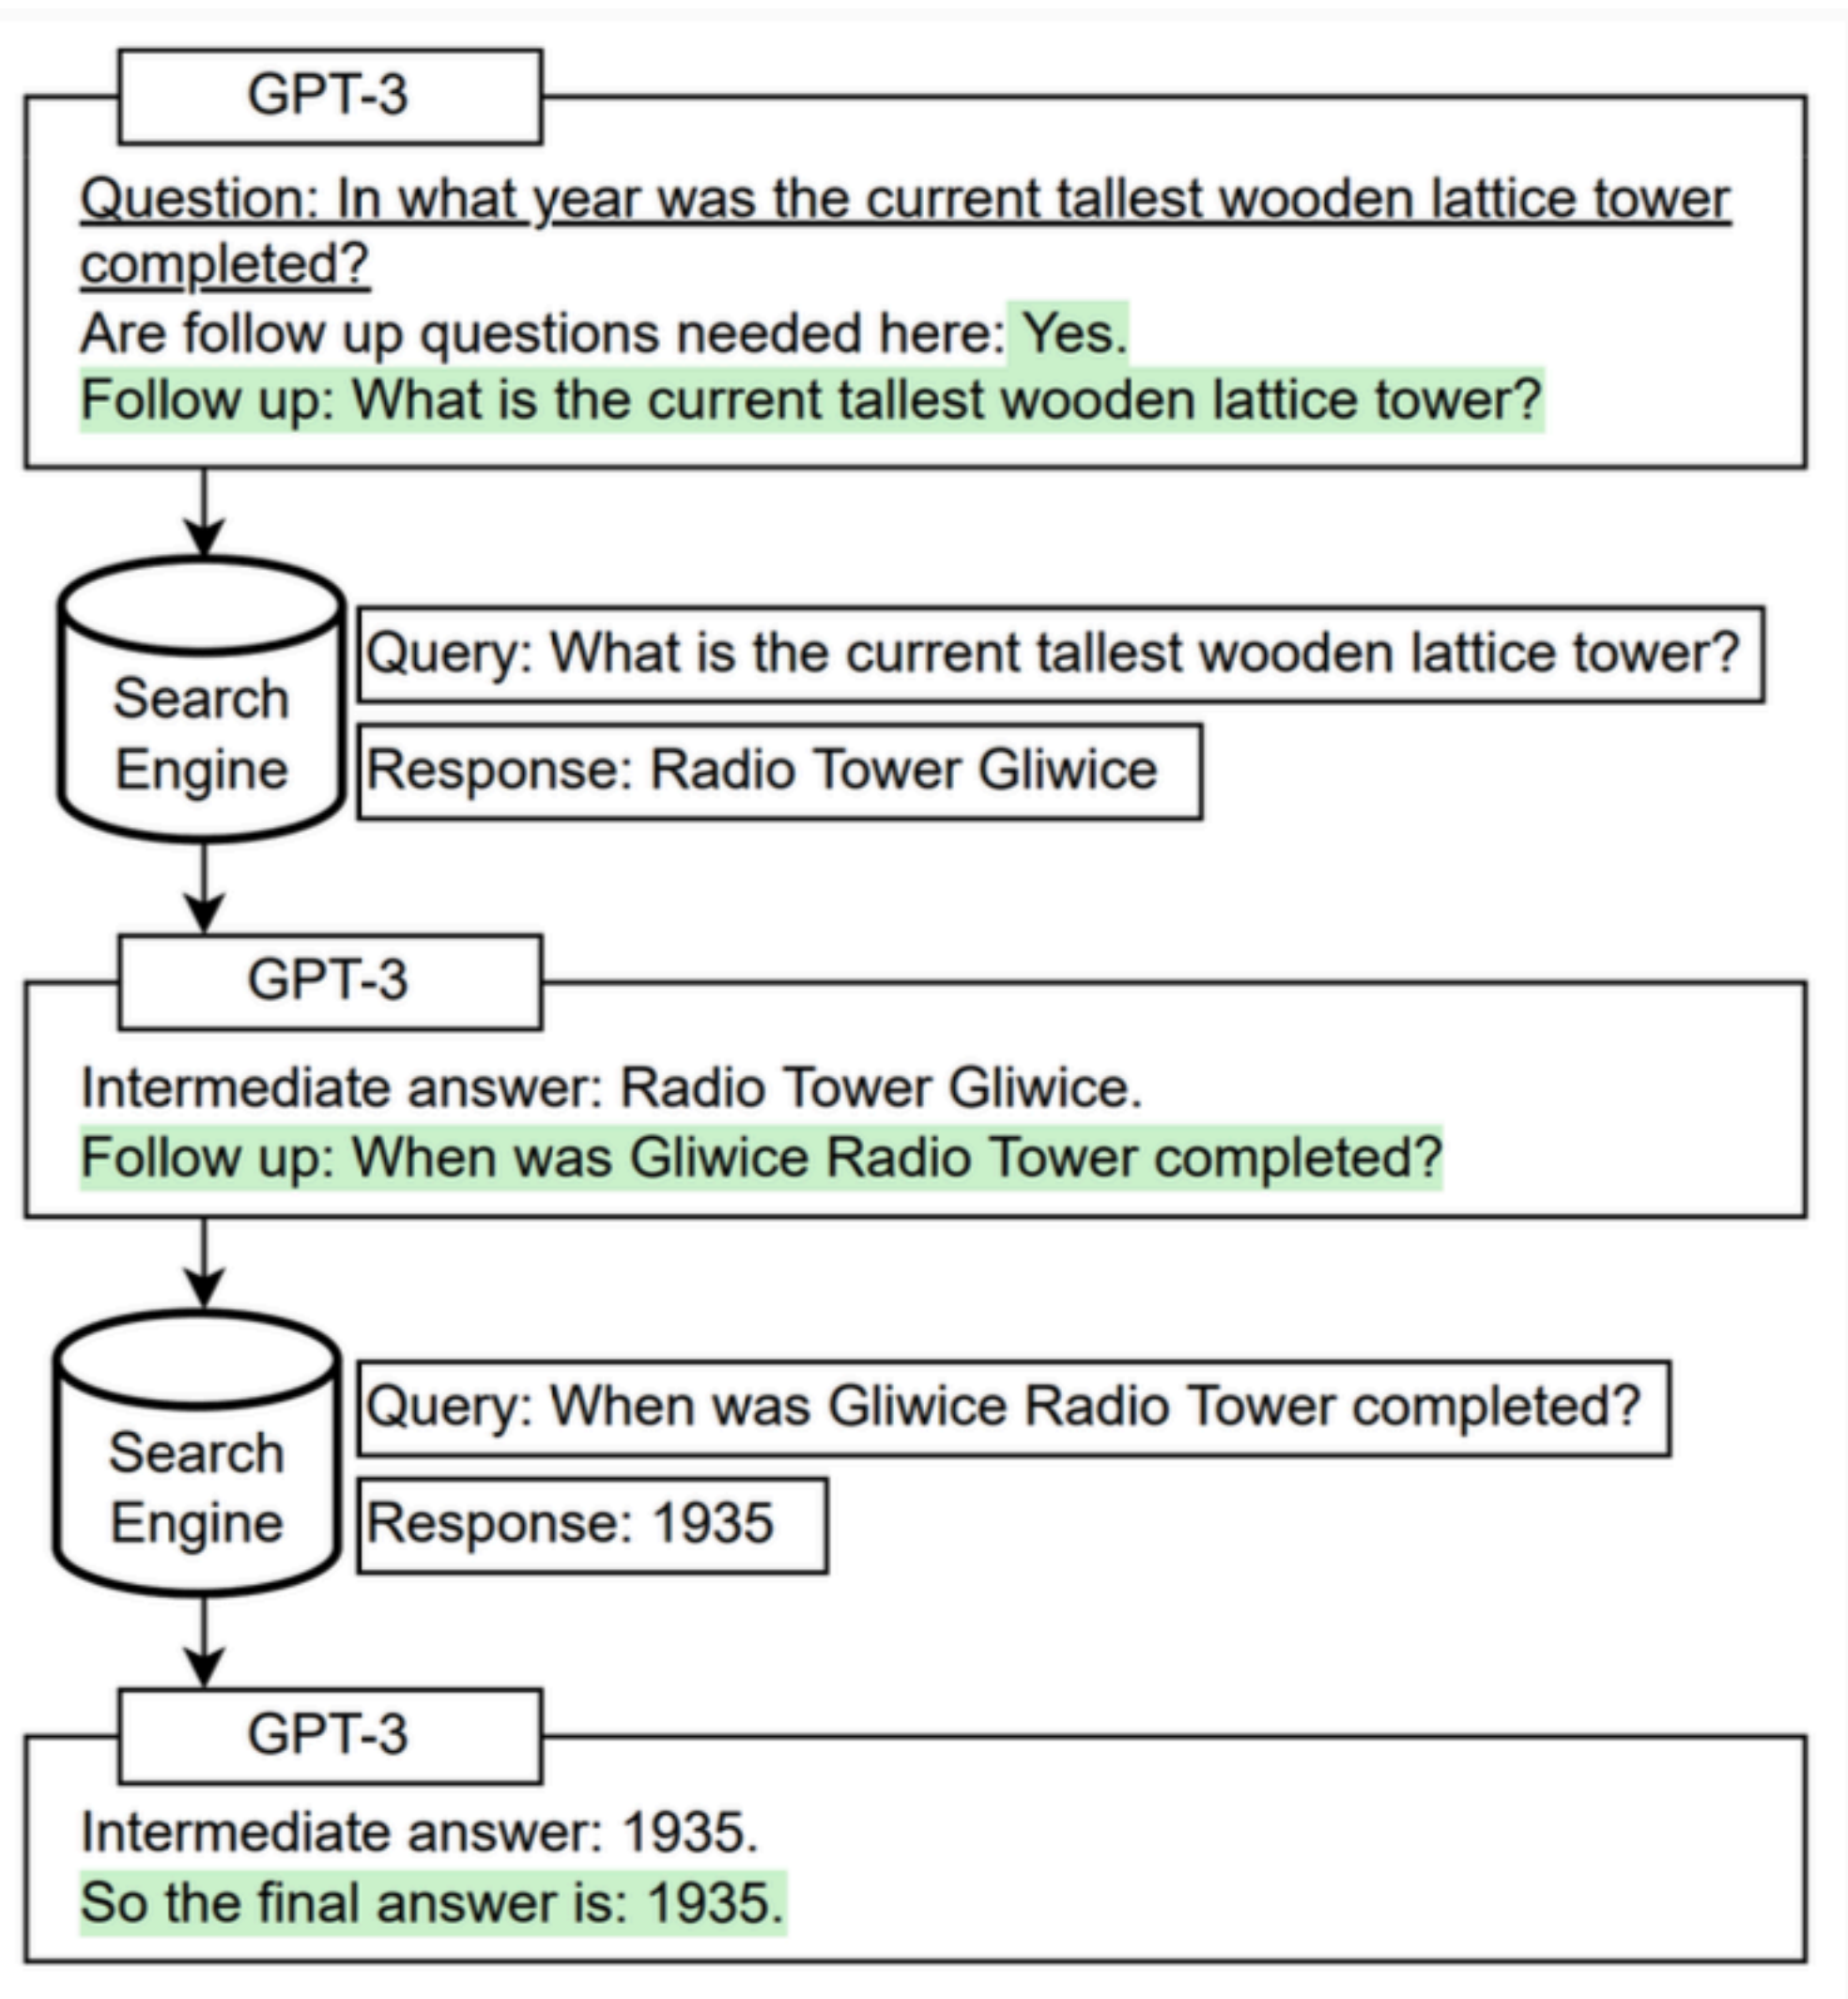 GPT-3
Question: In what year was the current tallest wooden lattice tower
completed?
Are follow up questions needed here: Yes.
Follow up: What is the current tallest wooden lattice tower?
Search
Engine
Query: What is the current tallest wooden lattice tower?
Response: Radio Tower Gliwice
GPT-3
Intermediate answer: Radio Tower Gliwice.
Follow up: When was Gliwice Radio Tower completed?
Search
Engine
Query: When was Gliwice Radio Tower completed?
Response: 1935
GPT-3
Intermediate answer: 1935.
So the final answer is: 1935.